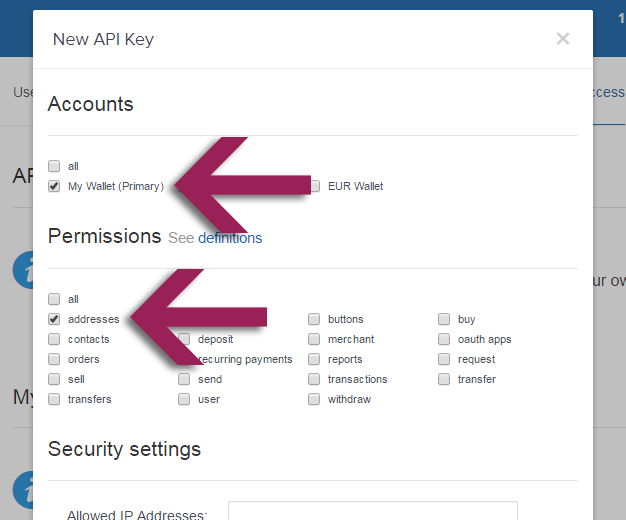 1
New API Key ×
Use
ccess
Accounts
all
My Wallet (Primary) EUR Wallet
AP
Permissions See definitions
ur ow
all
addresses buttons buy
contacts deposit merchant oauth apps
orders recurring payments reports request
sell send transactions transfer
My
transfers user withdraw
Security settings
Allowed IP Addresses: